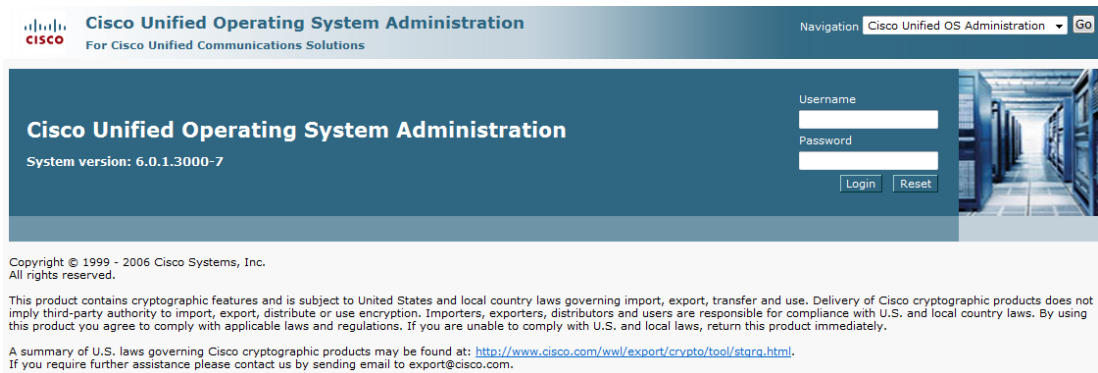 CISCO
Cisco Unified Operating System Administration
For Cisco Unified Communications Solutions
Navigation Cisco Unified OS Administration Go
Cisco Unified Operating System Administration
System version: 6.0.1.3000-7
Username
Password
Login Reset
Copyright © 1999 - 2006 Cisco Systems, Inc.
All rights reserved.
This product contains cryptographic features and is subject to United States and local country laws governing import, export, transfer and use. Delivery of Cisco cryptographic products does not
imply third-party authority to import, export, distribute or use encryption. Importers, exporters, distributors and users are responsible for compliance with U.S. and local country laws. By using
this product you agree to comply with applicable laws and regulations. If you are unable to comply with U.S. and local laws, return this product immediately.
A summary of U.S. laws governing Cisco cryptographic products may be found at: http://www.cisco.com/wwl/export/crypto/tool/stqrg.html.
If you require further assistance please contact us by sending email to export@cisco.com.